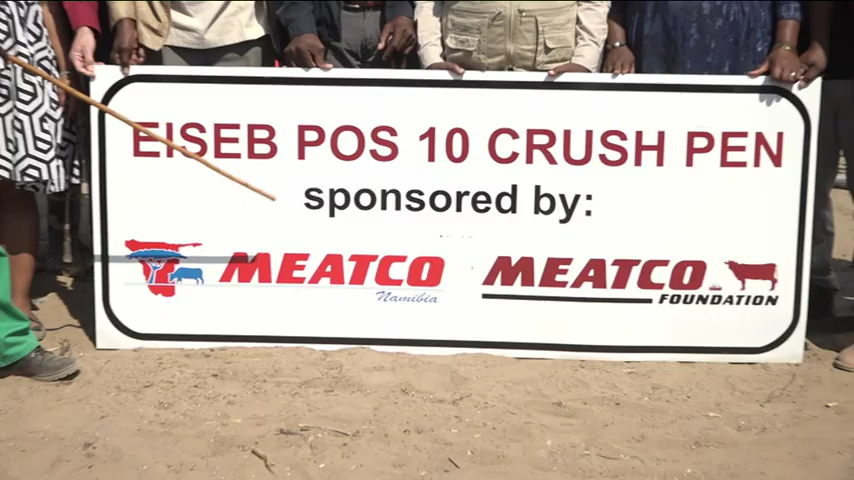 EISEB POS 10 CRUSH PEN
sponsored by:
MEATCO
Namibia
MEATCO
FOUNDATION